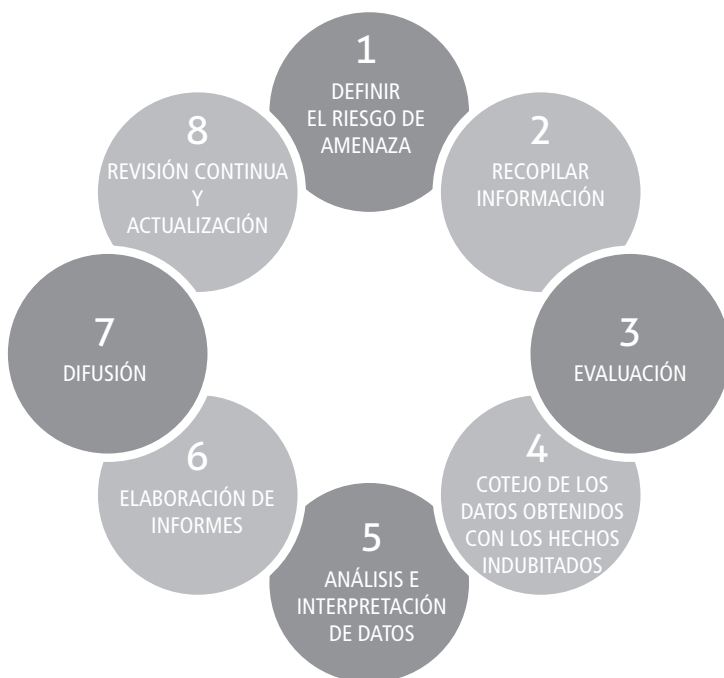 1
DEFINIR
EL RIESGO DE
AMENAZA
2
RECOPILAR
INFORMACIÓN
3
EVALUACIÓN
4
COTEJO DE LOS
DATOS OBTENIDOS
CON LOS HECHOS
INDUBITADOS
5
ANÁLISIS E
INTERPRETACIÓN
DE DATOS
6
ELABORACIÓN DE
INFORMES
7
DIFUSIÓN
8
REVISIÓN CONTINUA
Y
ACTUALIZACIÓN